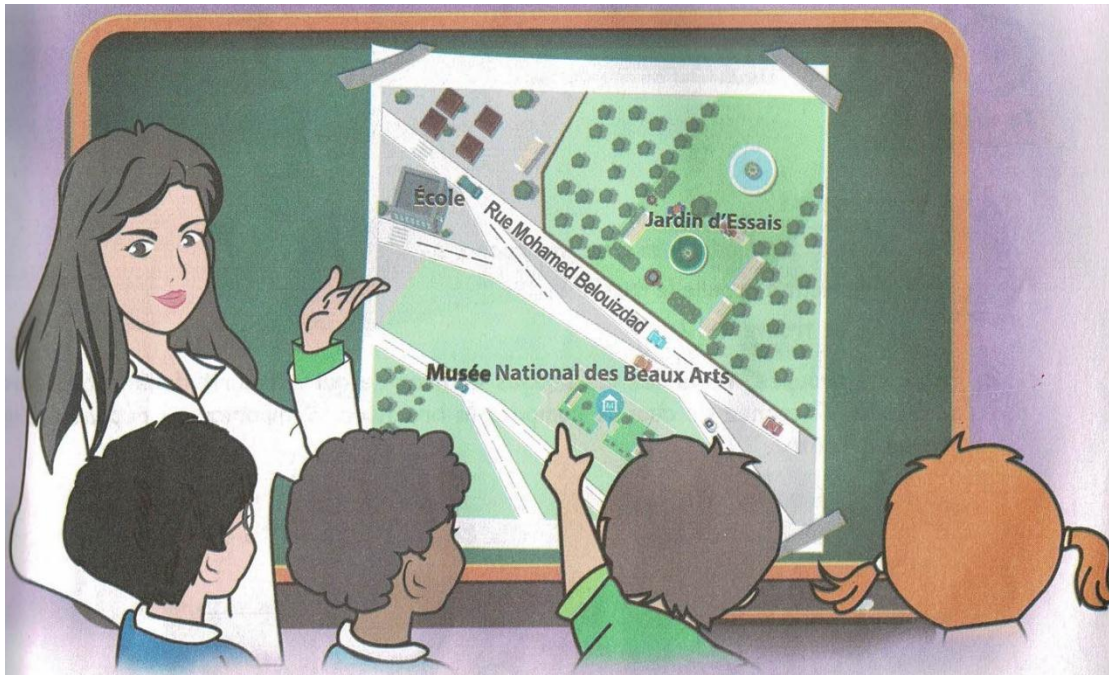 École
Rue Mohamed Belouizdad
Jardin d'Essais
Musée National des Beaux Arts